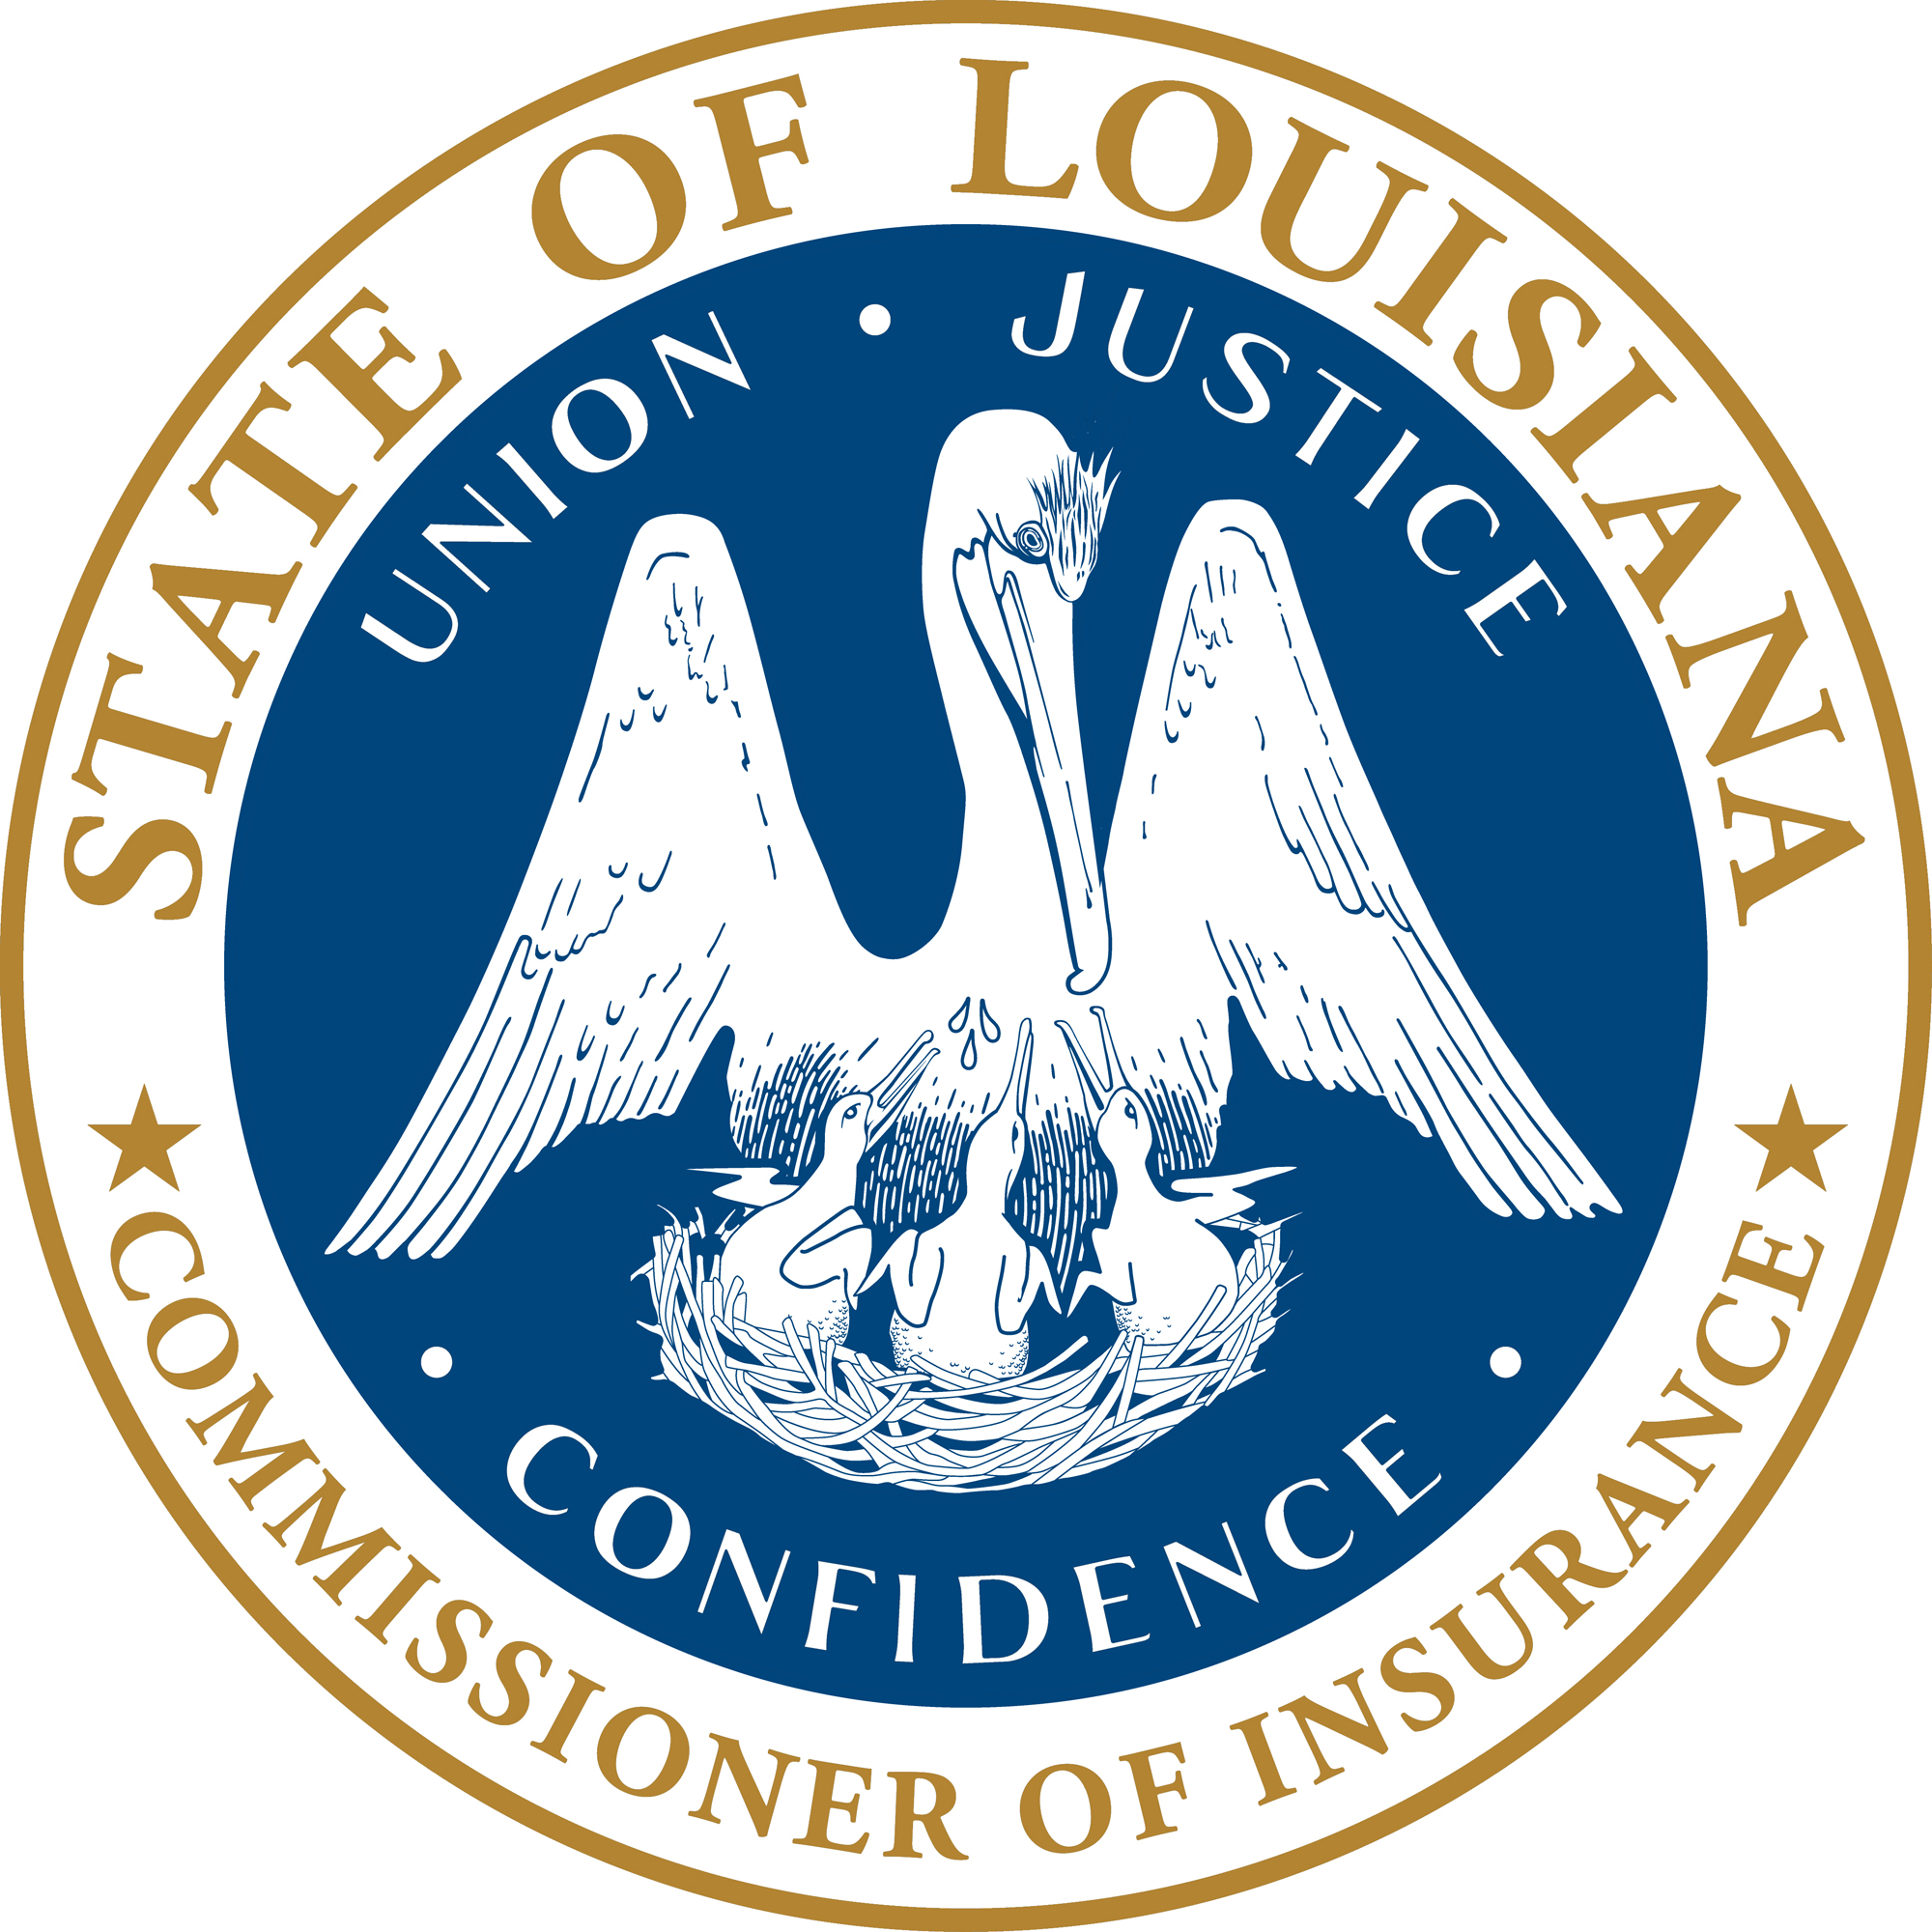 STATE OF LOUISIANA
UNION • JUSTICE
• CONFIDENCE •
★ COMMISSIONER OF INSURANCE ★